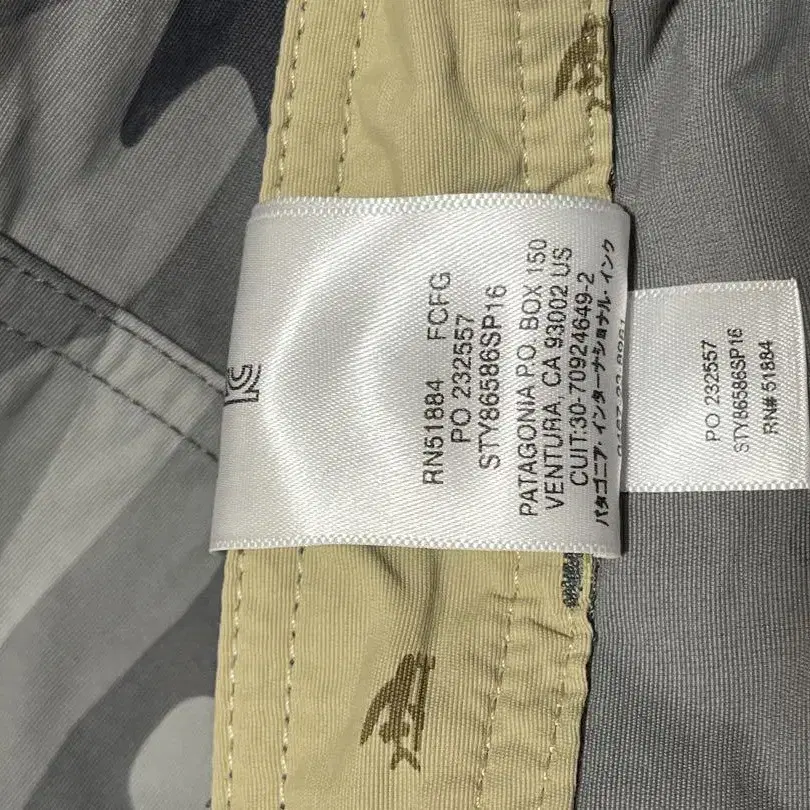 RN51884 FCFG
PO 232557
STY86586SP16
PATAGONIA P.O. BOX 150
VENTURA, CA 93002 US
CUIT:30-70924649-2
パタゴニア・インターナショナル・インク
PO 232557
STY86586SP16
RN# 51884